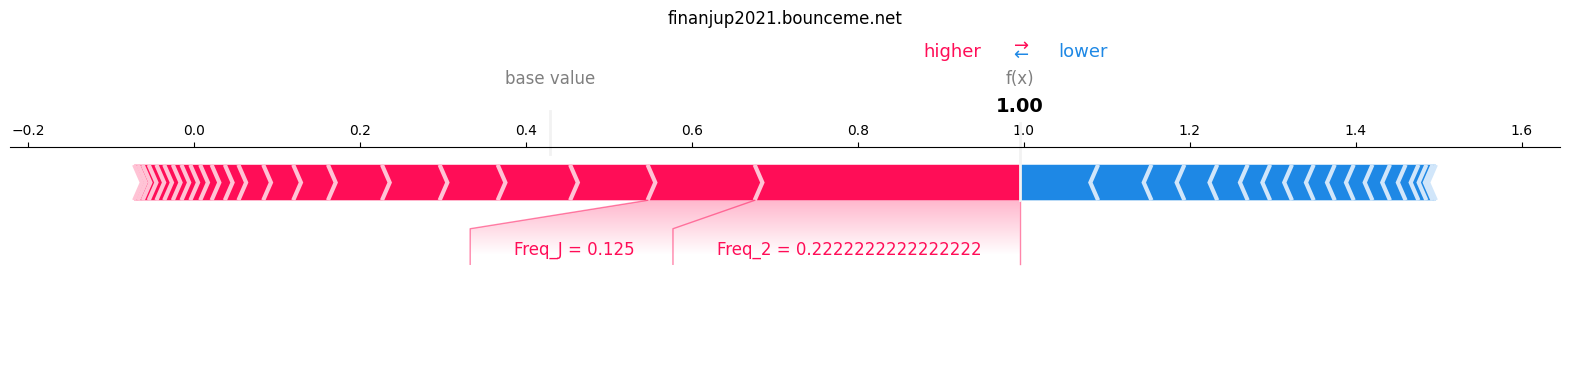 finanjup2021.bounceme.net
higher → ← lower
base value f(x)
1.00
−0.2 0.0 0.2 0.4 0.6 0.8 1.0 1.2 1.4 1.6
Freq_J = 0.125 Freq_2 = 0.2222222222222222